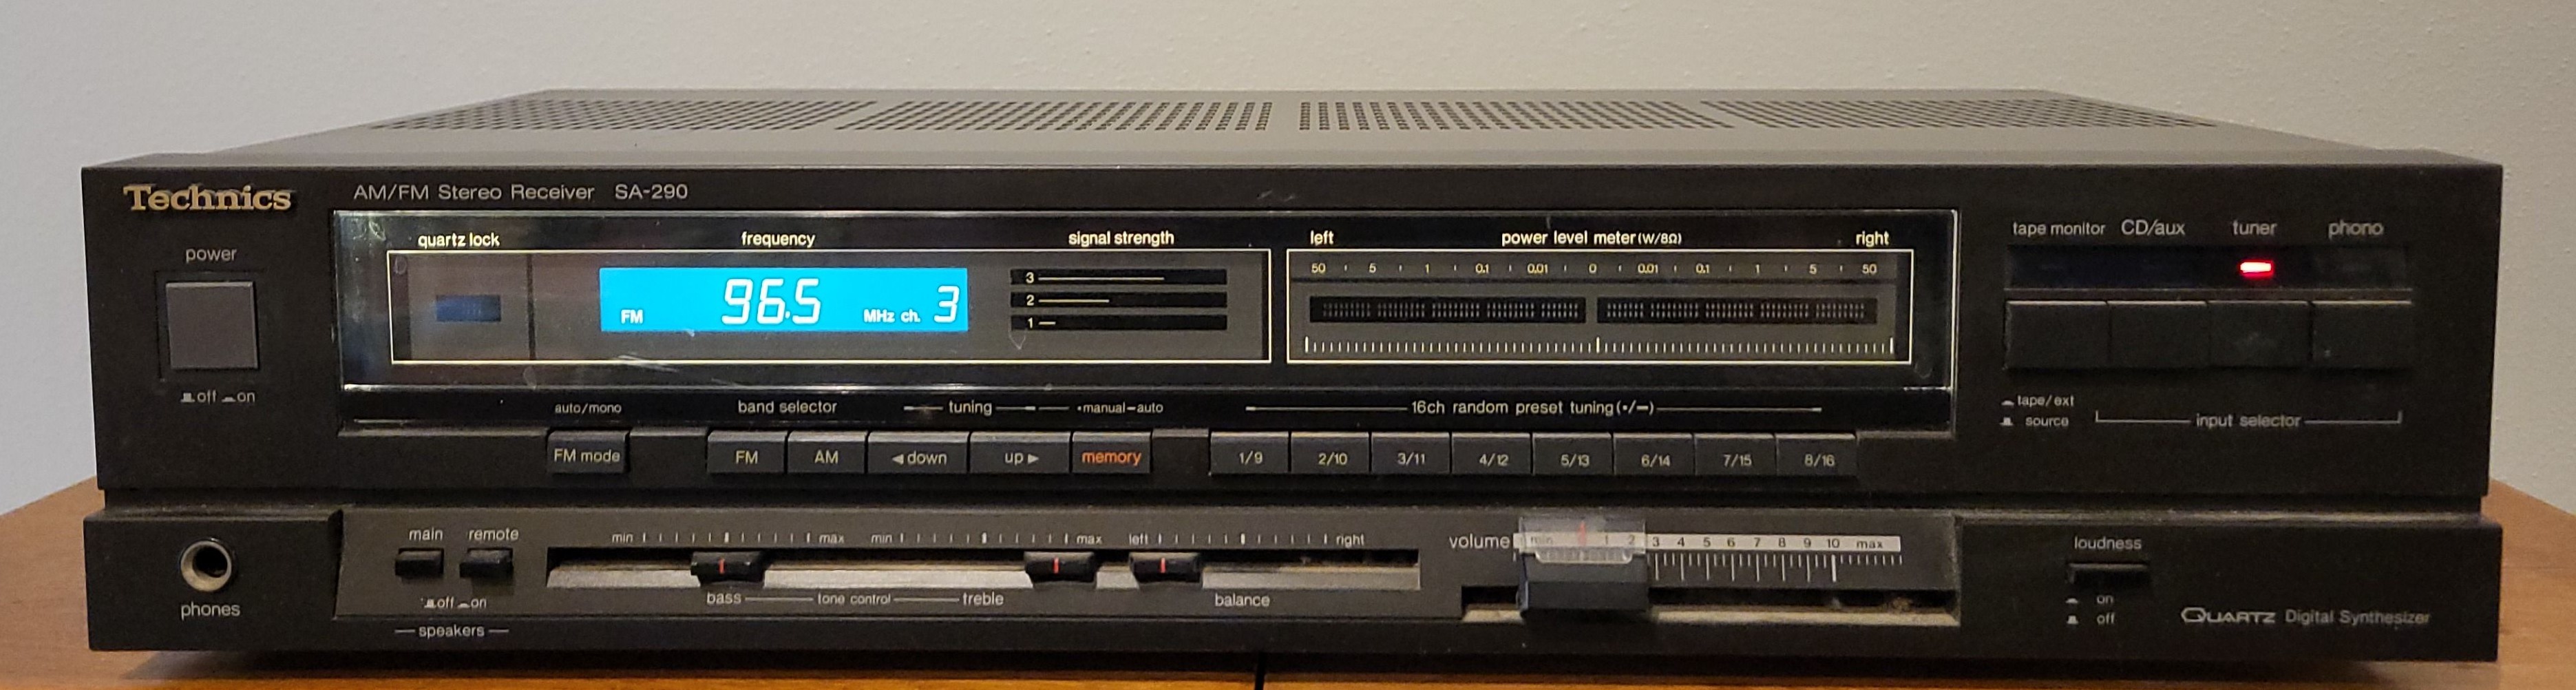 Technics
AM/FM Stereo Receiver SA-290
power
off on
quartz lock
frequency
signal strength
FM 96.5 MHz ch. 3
3
2
1
left power level meter (W/8Ω) right
50 5 1 0.1 0.01 0 0.01 0.1 1 5 50
tape monitor CD/aux tuner phono
tape/ext
source
input selector
auto/mono
band selector
tuning
manual-auto
16ch random preset tuning (•/–)
FM mode
FM
AM
◄ down
up ►
memory
1/9 2/10 3/11 4/12 5/13 6/14 7/15 8/16
phones
main remote
off on
speakers
min max min max left right
bass tone control treble balance
volume min 1 2 3 4 5 6 7 8 9 10 max
loudness
on
off
QUARTZ Digital Synthesizer